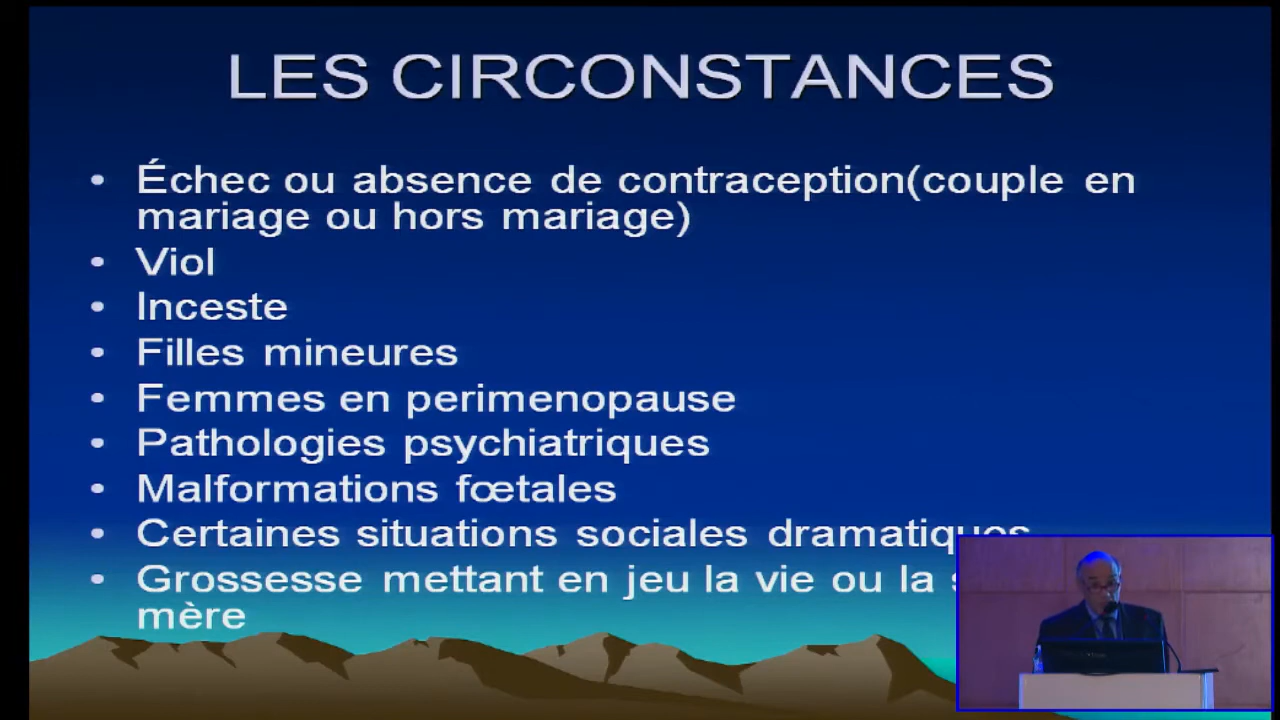 LES CIRCONSTANCES
• Échec ou absence de contraception(couple en
mariage ou hors mariage)
• Viol
• Inceste
• Filles mineures
• Femmes en perimenopause
• Pathologies psychiatriques
• Malformations fœtales
• Certaines situations sociales dramatiques
• Grossesse mettant en jeu la vie ou la
mère